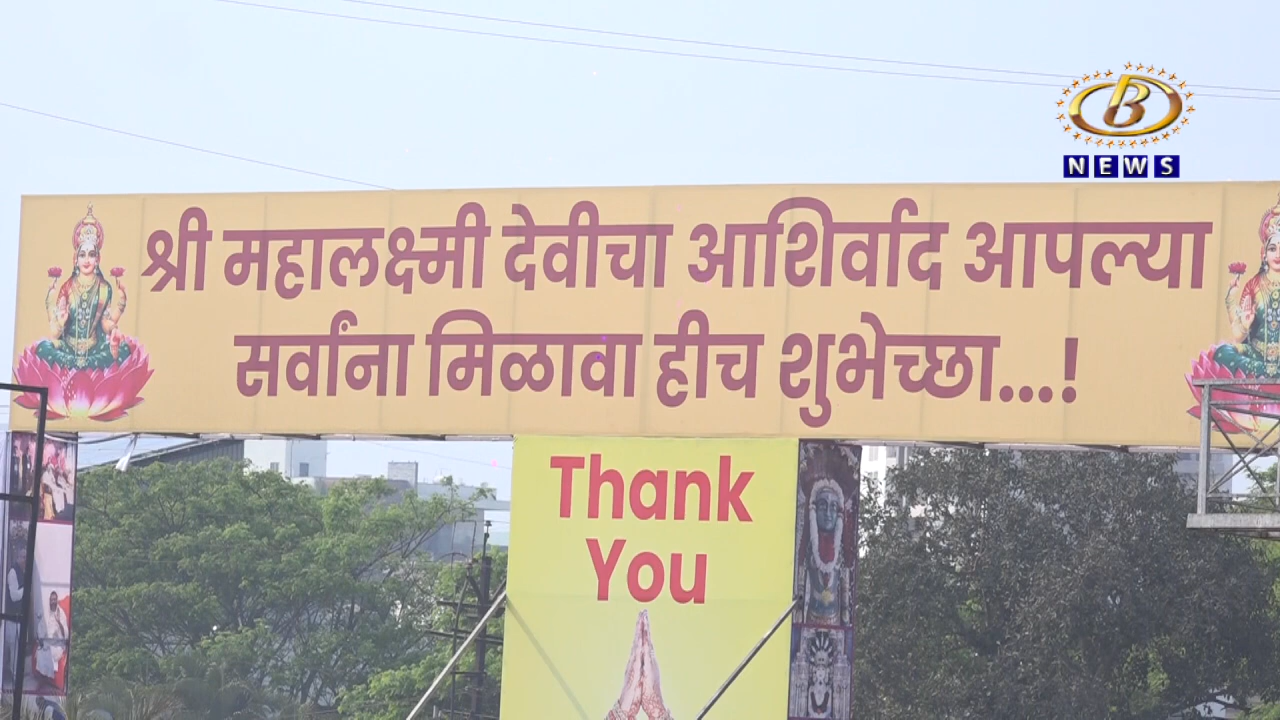 B
NEWS
श्री महालक्ष्मी देवीचा आशिर्वाद आपल्या
सर्वांना मिळावा हीच शुभेच्छा...!
Thank
You